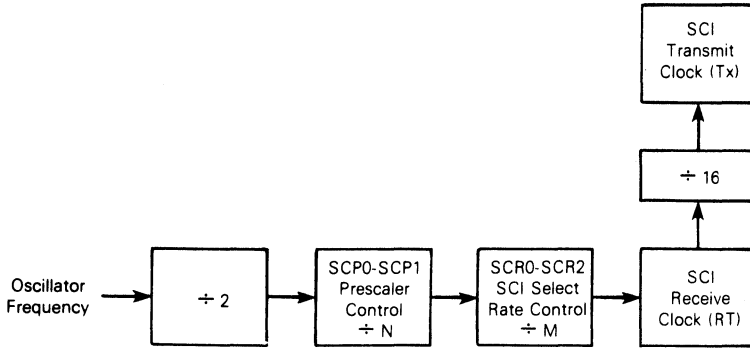 SCI
Transmit
Clock (Tx)
÷ 16
Oscillator
Frequency
÷ 2
SCP0-SCP1
Prescaler
Control
÷ N
SCR0-SCR2
SCI Select
Rate Control
÷ M
SCI
Receive
Clock (RT)